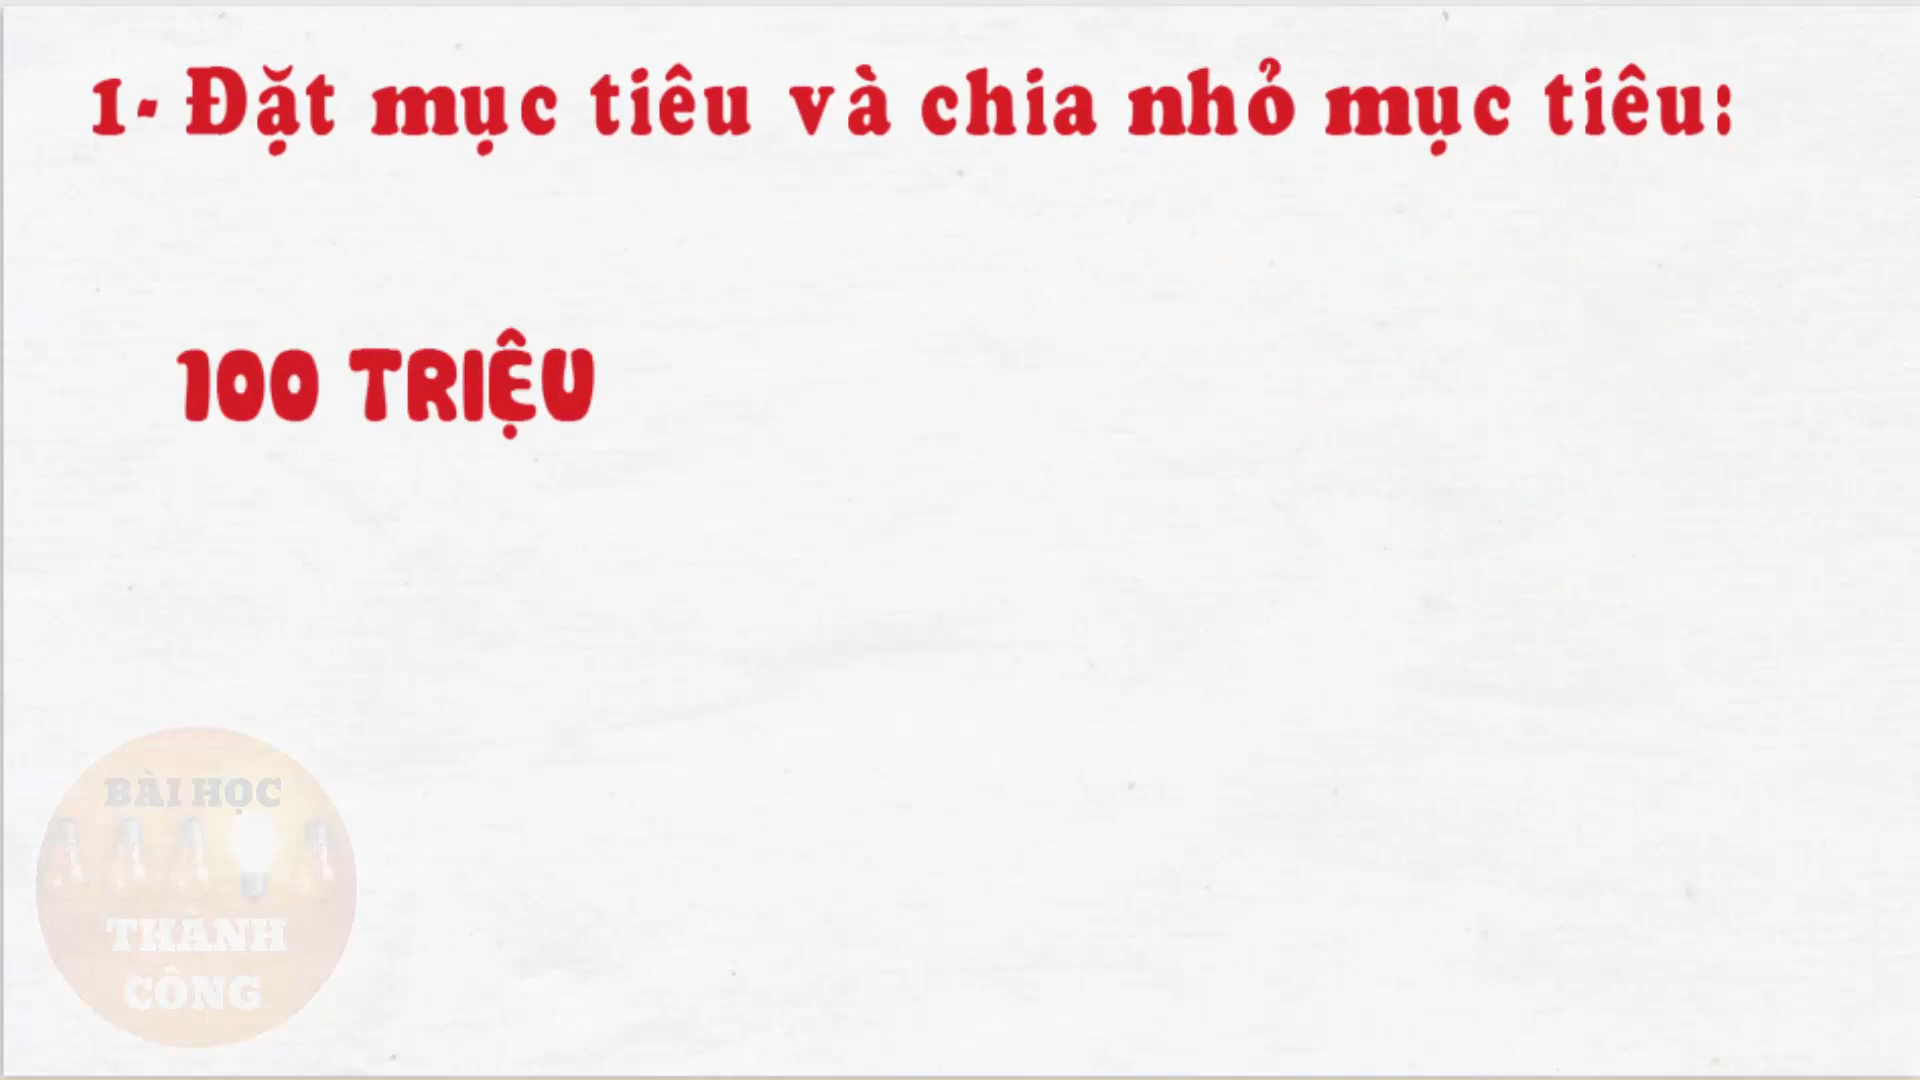 1- Đặt mục tiêu và chia nhỏ mục tiêu:
100 TRIỆU
BÀI HỌC
THÀNH
CÔNG